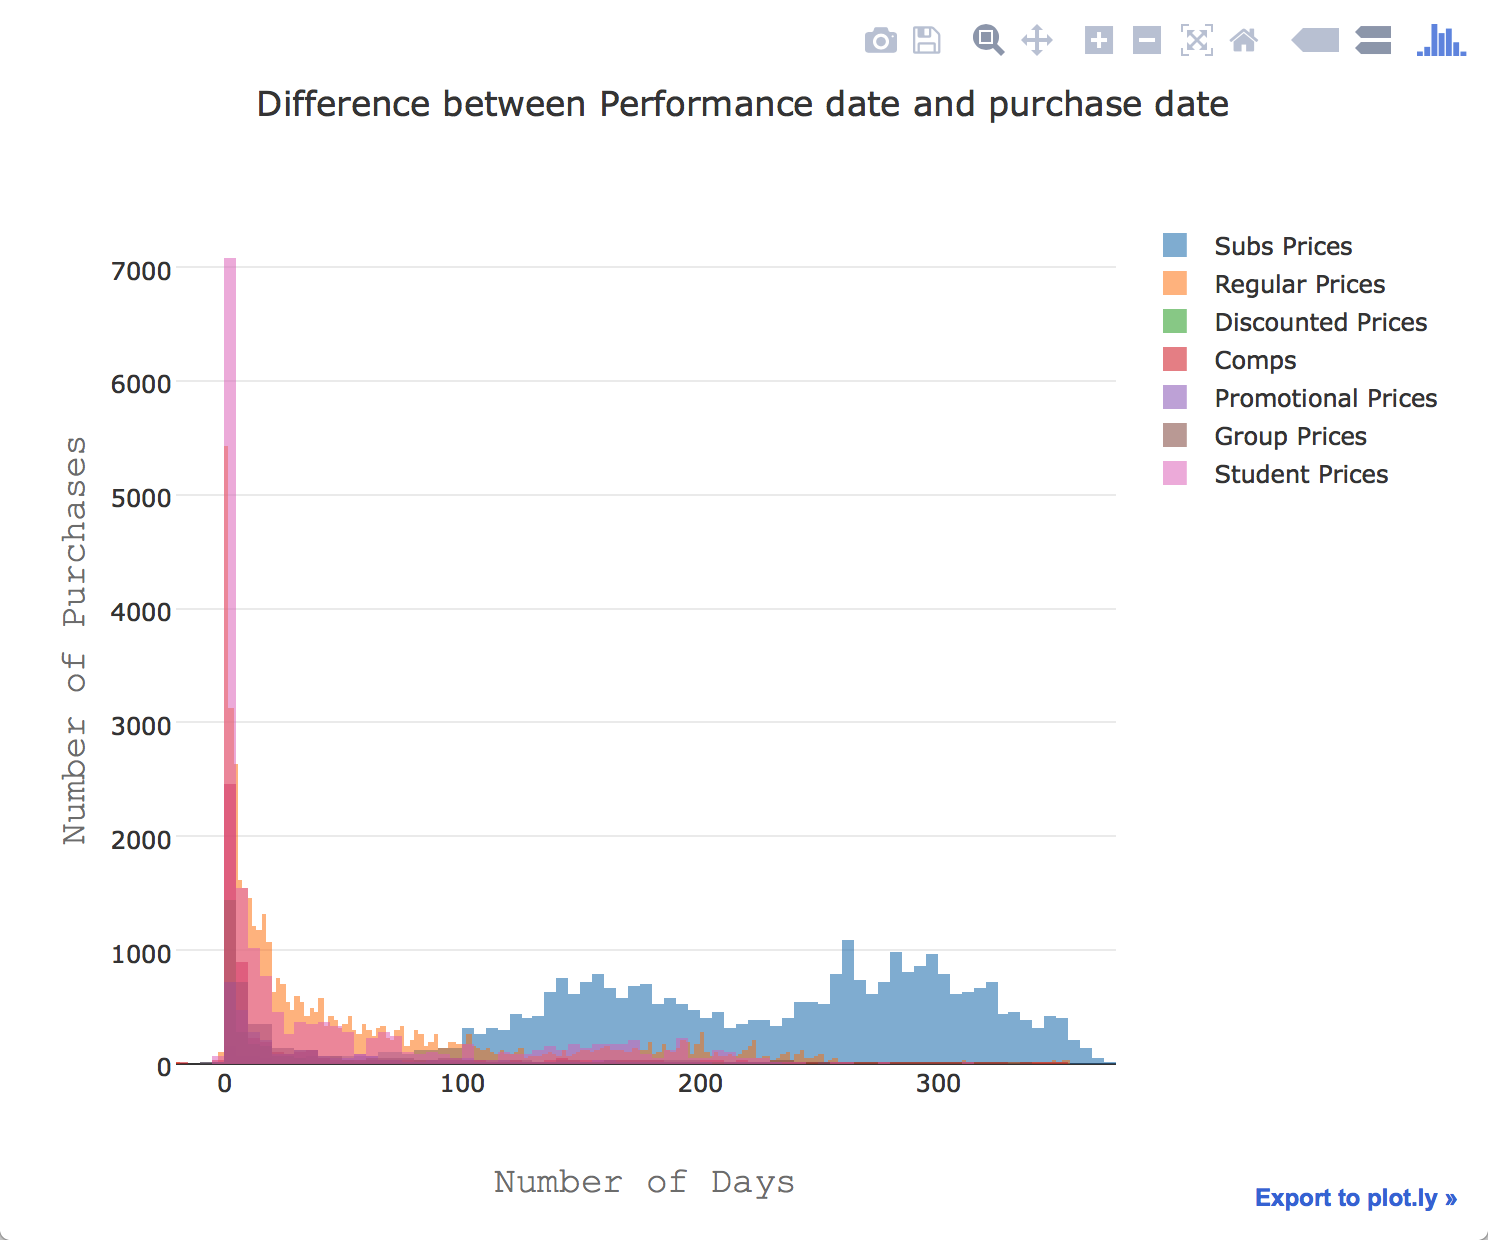 Difference between Performance date and purchase date
Subs Prices
Regular Prices
Discounted Prices
Comps
Promotional Prices
Group Prices
Student Prices
7000
6000
5000
4000
3000
2000
1000
0
Number of Purchases
0 100 200 300
Number of Days
Export to plot.ly »